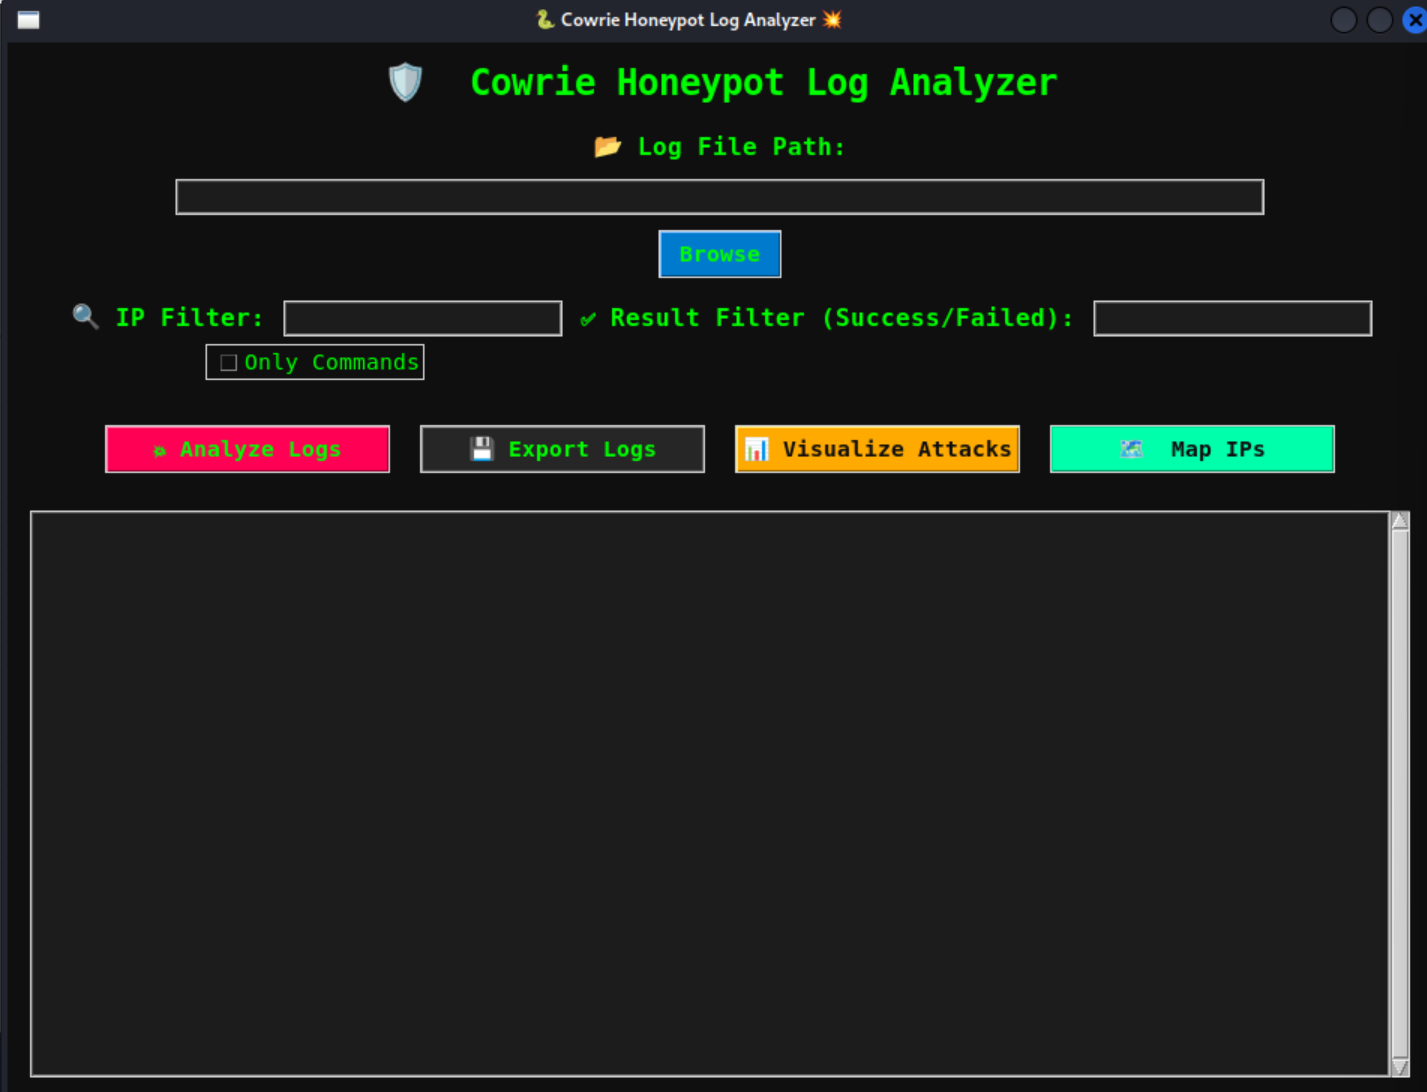 🐍 Cowrie Honeypot Log Analyzer 💥
🛡️ Cowrie Honeypot Log Analyzer
📂 Log File Path:
Browse
🔍 IP Filter: ✅ Result Filter (Success/Failed):
Only Commands
💥 Analyze Logs 💾 Export Logs 📊 Visualize Attacks 🗺️ Map IPs